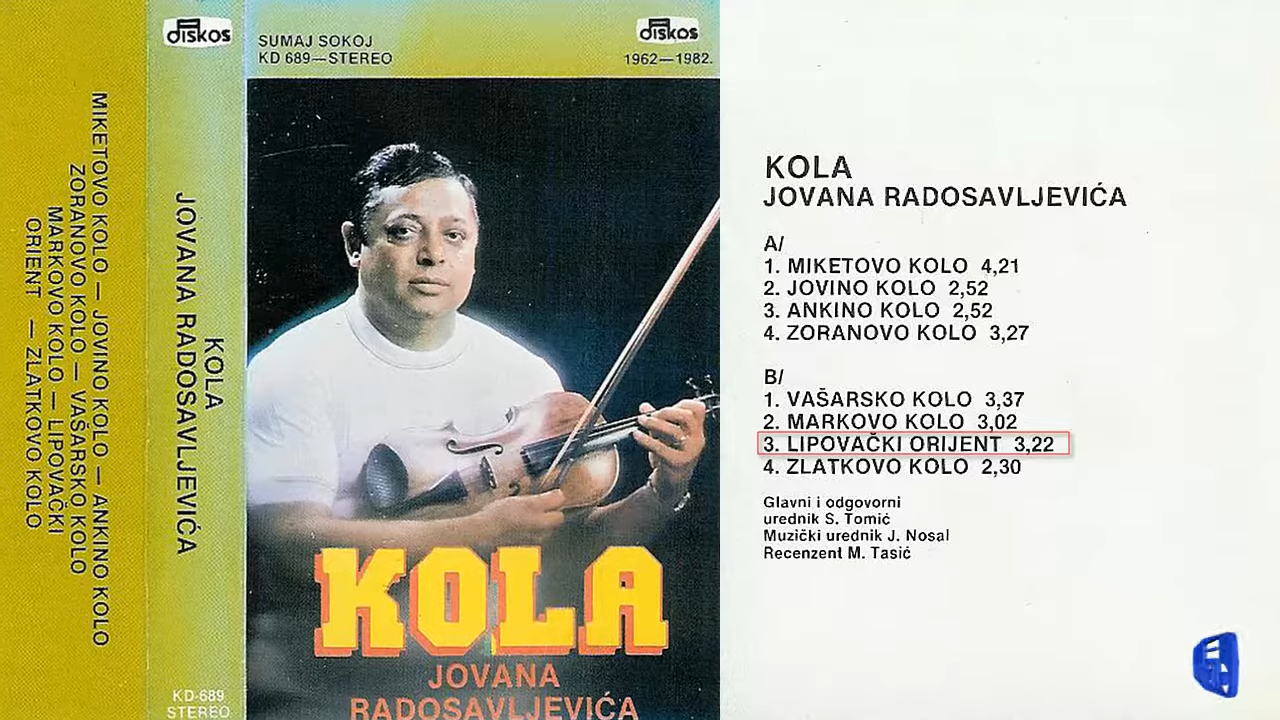 MIKETOVO KOLO — JOVINO KOLO — ANKINO KOLO
ZORANOVO KOLO — VAŠARSKO KOLO
MARKOVO KOLO — LIPOVAČKI
ORIENT — ZLATKOVO KOLO
diskos
KOLA
JOVANA RADOSAVLJEVIĆA
KD-689
STEREO
SUMAJ SOKOJ
KD 689—STEREO
diskos
1962—1982.
KOLA
JOVANA
RADOSAVLJEVIĆA
KOLA
JOVANA RADOSAVLJEVIĆA
A/
1. MIKETOVO KOLO 4,21
2. JOVINO KOLO 2,52
3. ANKINO KOLO 2,52
4. ZORANOVO KOLO 3,27
B/
1. VAŠARSKO KOLO 3,37
2. MARKOVO KOLO 3,02
3. LIPOVAČKI ORIJENT 3,22
4. ZLATKOVO KOLO 2,30
Glavni i odgovorni
urednik S. Tomić
Muzički urednik J. Nosal
Recenzent M. Tasić